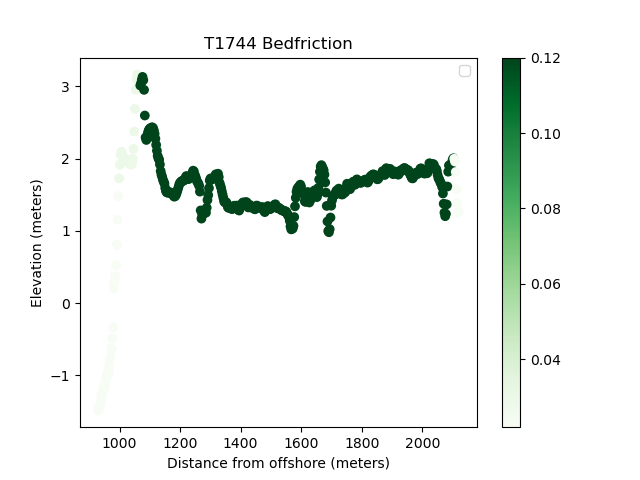 T1744 Bedfriction
3
2
1
0
−1
Elevation (meters)
1000 1200 1400 1600 1800 2000
Distance from offshore (meters)
0.12
0.10
0.08
0.06
0.04